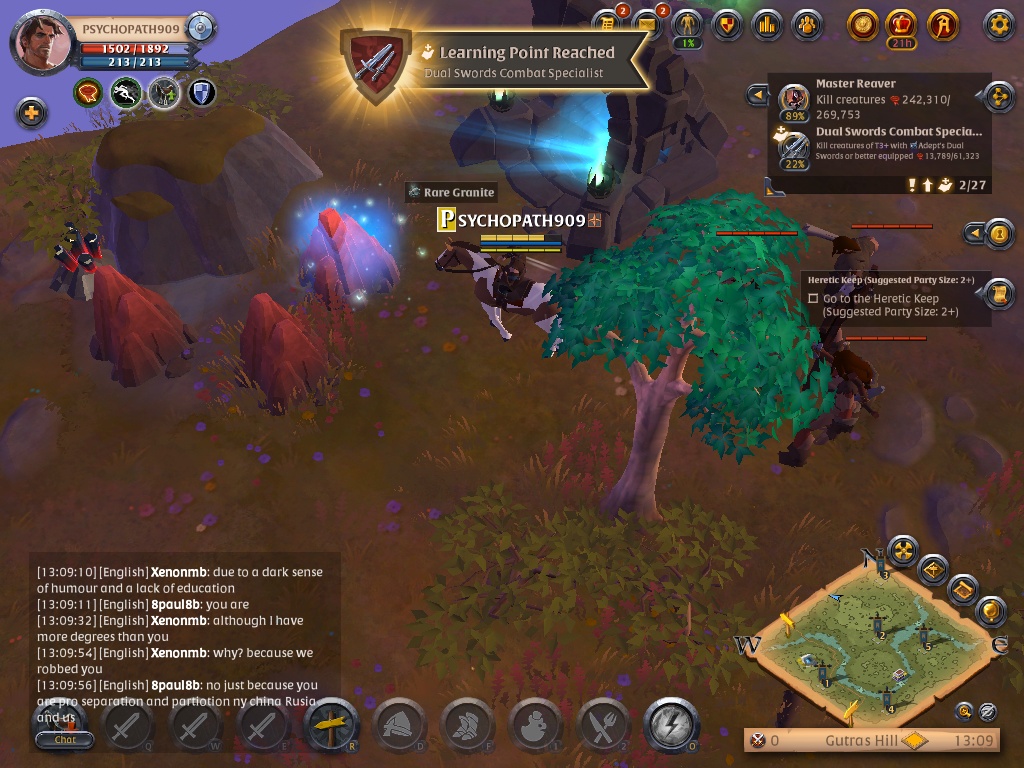 PSYCHOPATH909
1502 / 1892
213 / 213
Learning Point Reached
Dual Swords Combat Specialist
2
2
1%
21h
Master Reaver
Kill creatures 242,310/
269,753
89%
Dual Swords Combat Specia...
Kill creatures of T3+ with Adept's Dual
Swords or better equipped 13,789/61,323
22%
2/27
Rare Granite
PSYCHOPATH909
Heretic Keep (Suggested Party Size: 2+)
Go to the Heretic Keep
(Suggested Party Size: 2+)
[13:09:10] [English] Xenonmb: due to a dark sense
of humour and a lack of education
[13:09:11] [English] 8paul8b: you are
[13:09:32] [English] Xenonmb: although I have
more degrees than you
[13:09:54] [English] Xenonmb: why? because we
robbed you
[13:09:56] [English] 8paul8b: no just because you
are pro separation and partiotion ny china Rusia
and us
Chat
Q
W
E
R
D
F
1
2
O
N
W
E
3
2
5
1
4
0
Gutras Hill
13:09